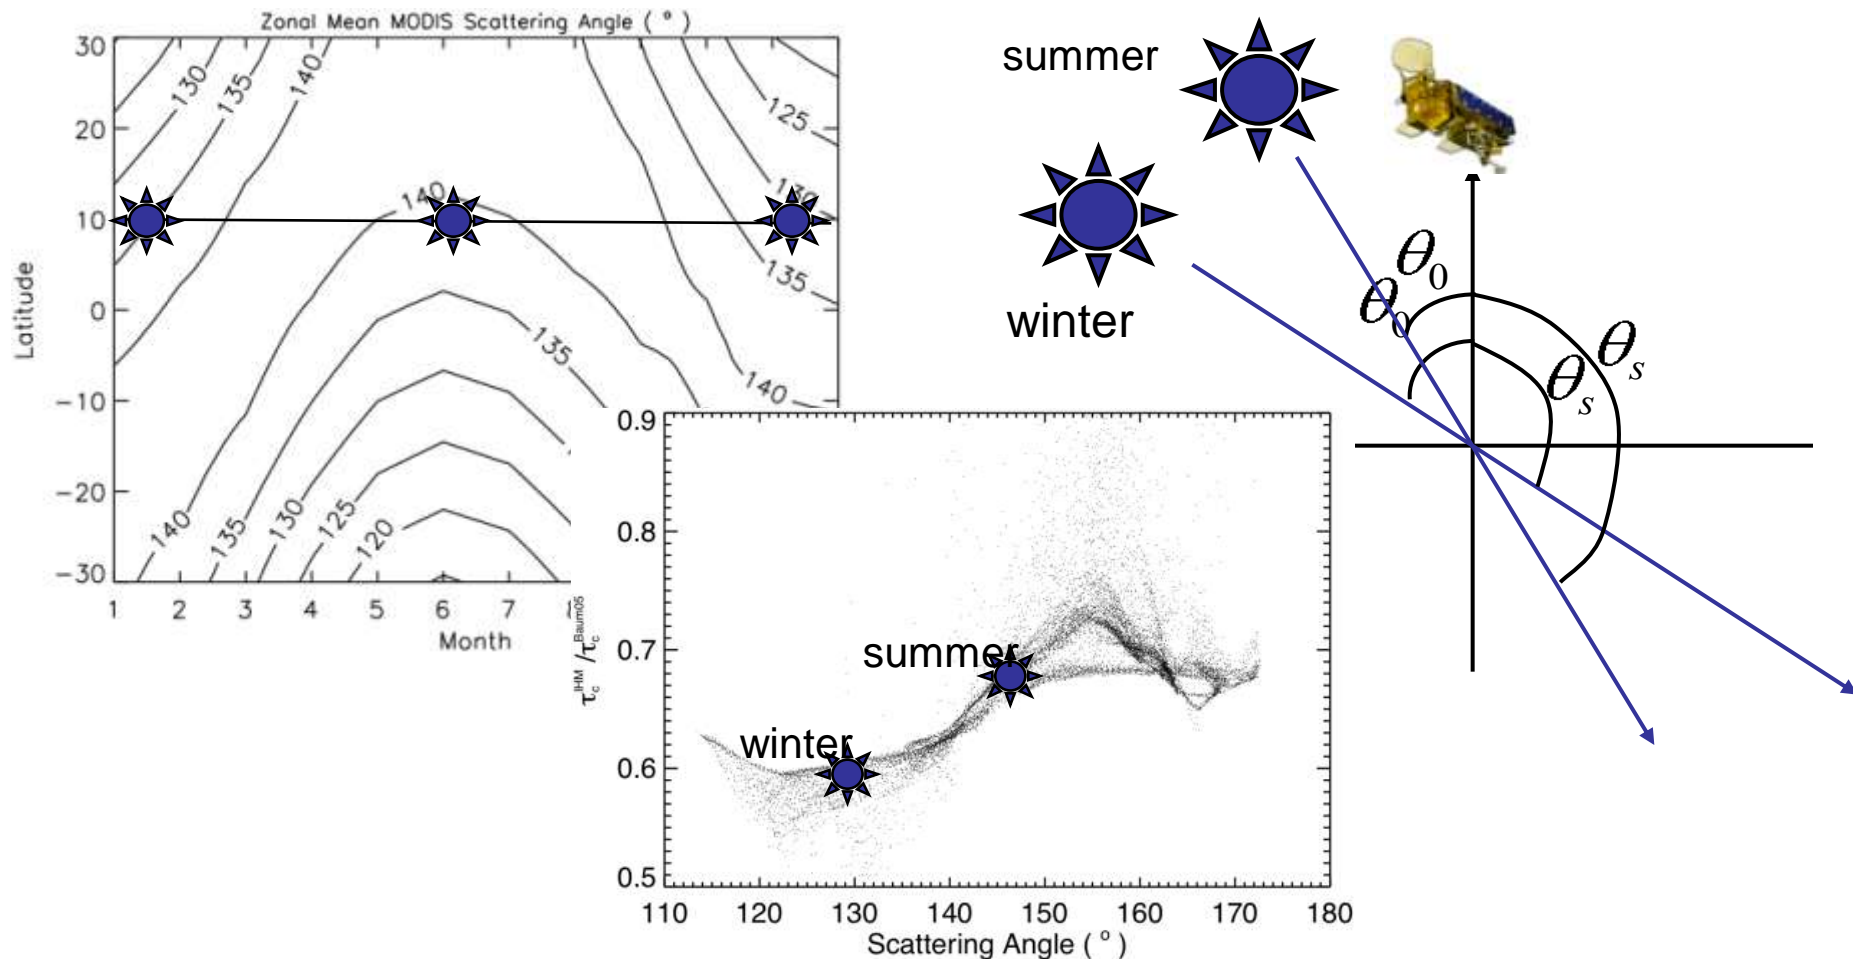 Zonal Mean MODIS Scattering Angle ( ° )
30
20
10
0
-10
-20
-30
Latitude
130
135
140
125
130
135
140
140
135
140
135
130
125
120
1 2 3 4 5 6 7
Month
summer
winter
θ0
θ0
θs
θs
0.9
0.8
0.7
0.6
0.5
τc^IHM / τc^Baum05
summer
winter
110 120 130 140 150 160 170 180
Scattering Angle ( ° )